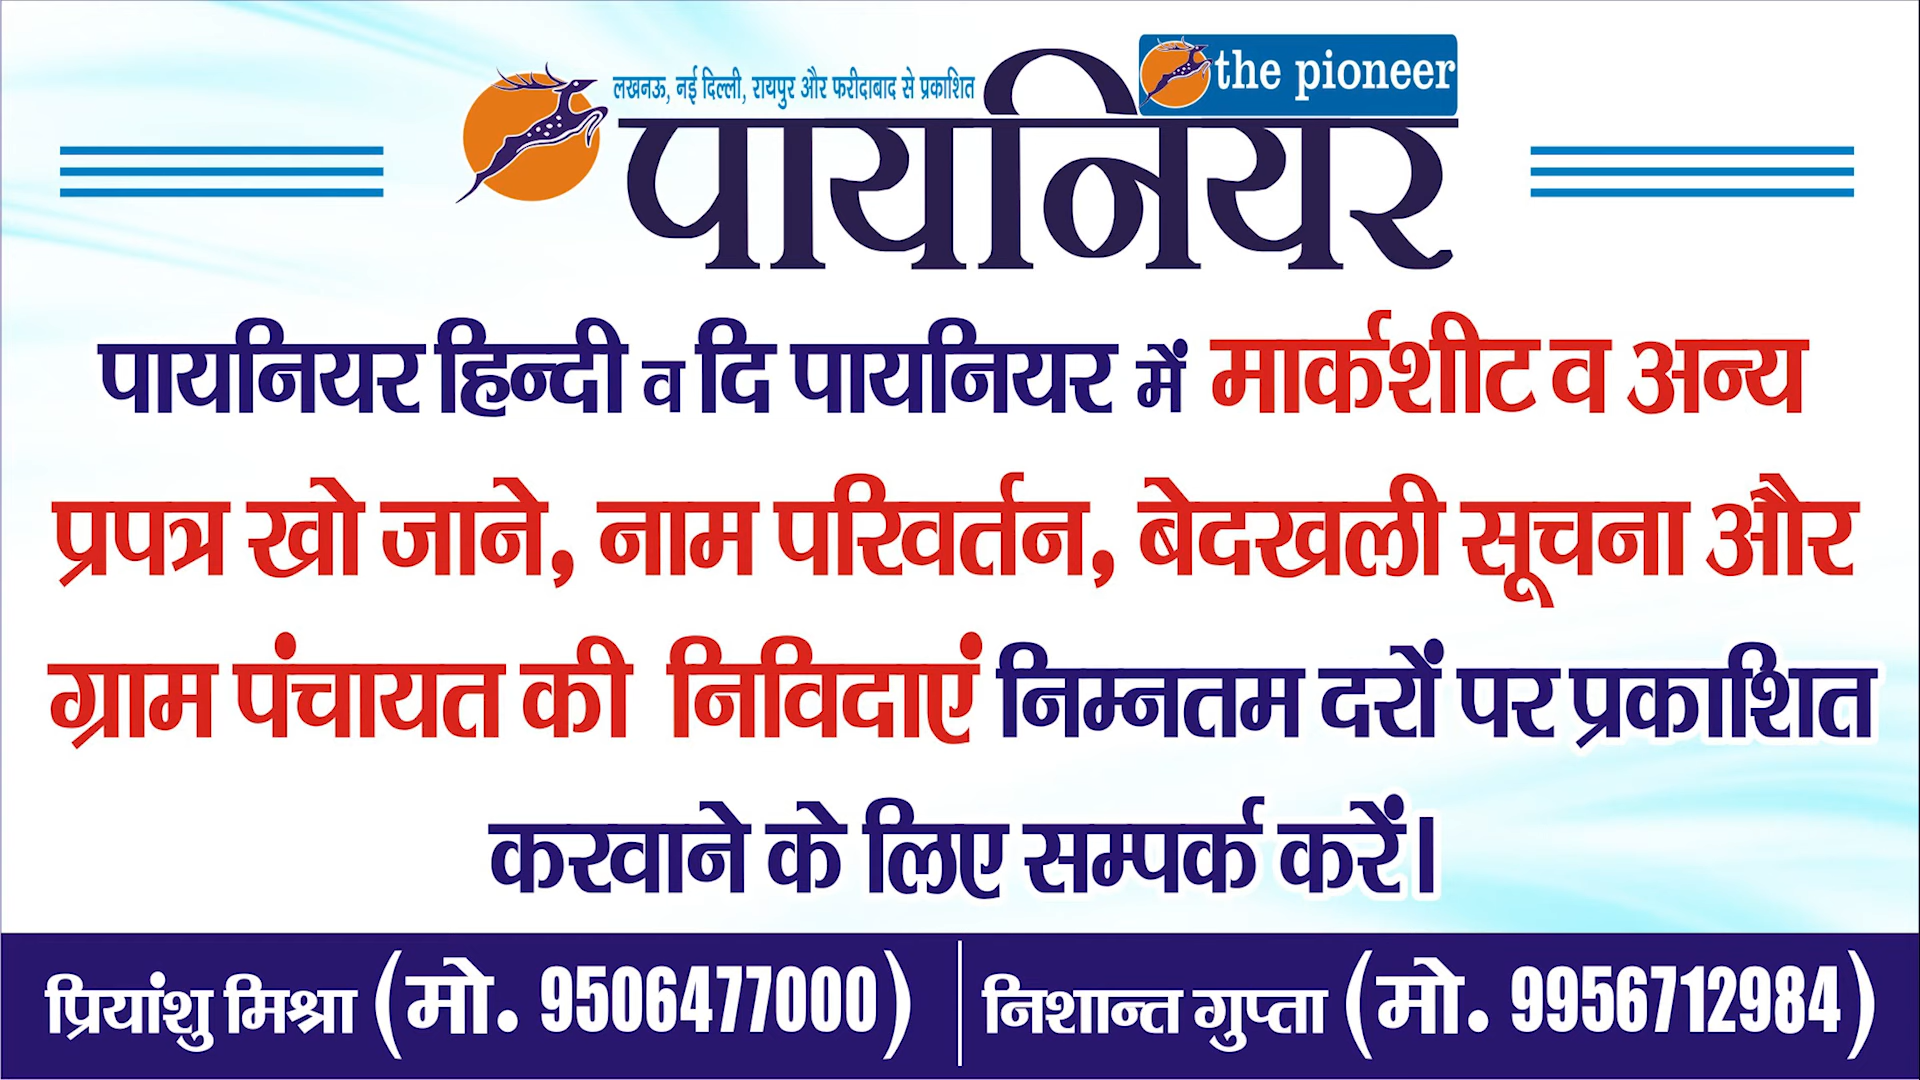 लखनऊ, नई दिल्ली, रायपुर और फरीदाबाद से प्रकाशित
the pioneer
पायनियर
पायनियर हिन्दी व दि पायनियर में मार्कशीट व अन्य
प्रपत्र खो जाने, नाम परिवर्तन, बेदखली सूचना और
ग्राम पंचायत की निविदाएं निम्नतम दरों पर प्रकाशित
करवाने के लिए सम्पर्क करें।
प्रियांशु मिश्रा (मो. 9506477000) निशान्त गुप्ता (मो. 9956712984)